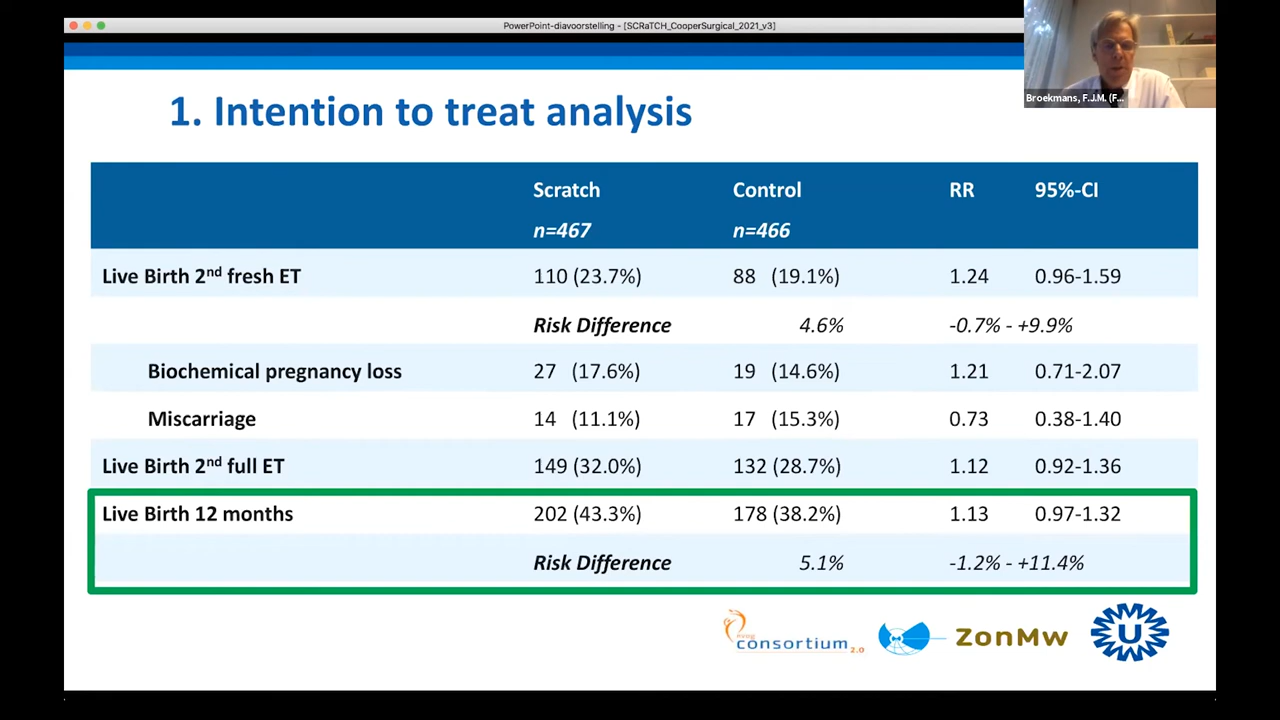 PowerPoint-diavoorstelling - [SCRaTCH_CooperSurgical_2021_v3]
Broekmans, F.J.M. (F...
1. Intention to treat analysis
Scratch Control RR 95%-CI
n=467 n=466
Live Birth 2nd fresh ET 110 (23.7%) 88 (19.1%) 1.24 0.96-1.59
Risk Difference 4.6% -0.7% - +9.9%
Biochemical pregnancy loss 27 (17.6%) 19 (14.6%) 1.21 0.71-2.07
Miscarriage 14 (11.1%) 17 (15.3%) 0.73 0.38-1.40
Live Birth 2nd full ET 149 (32.0%) 132 (28.7%) 1.12 0.92-1.36
Live Birth 12 months 202 (43.3%) 178 (38.2%) 1.13 0.97-1.32
Risk Difference 5.1% -1.2% - +11.4%
consortium 2.0
ZonMw
U